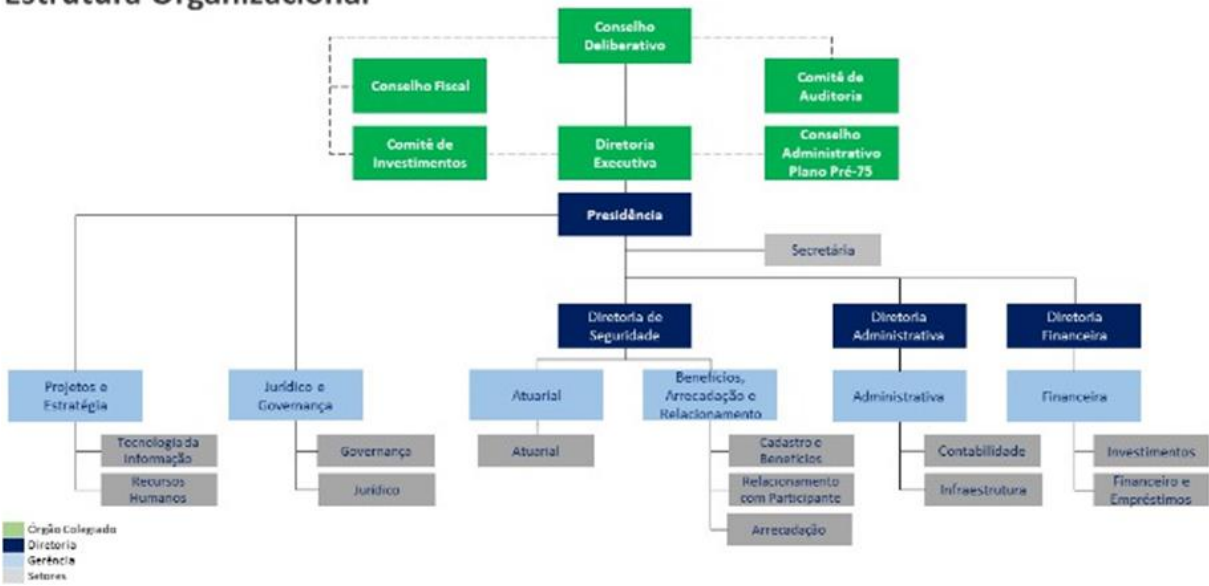 Estrutura Organizacional
Conselho
Deliberativo
Conselho Fiscal
Comitê de
Auditoria
Comitê de
Investimentos
Diretoria
Executiva
Conselho
Administrativo
Plano Pré-75
Presidência
Secretária
Diretoria de
Seguridade
Diretoria
Administrativa
Diretoria
Financeira
Projetos e
Estratégia
Jurídico e
Governança
Atuarial
Benefícios,
Arrecadação e
Relacionamento
Administrativa
Financeira
Tecnologia da
Informação
Recursos
Humanos
Governança
Jurídico
Atuarial
Cadastro e
Benefícios
Relacionamento
com Participante
Arrecadação
Contabilidade
Infraestrutura
Investimentos
Financeiro e
Empréstimos
Órgão Colegiado
Diretoria
Gerência
Setores